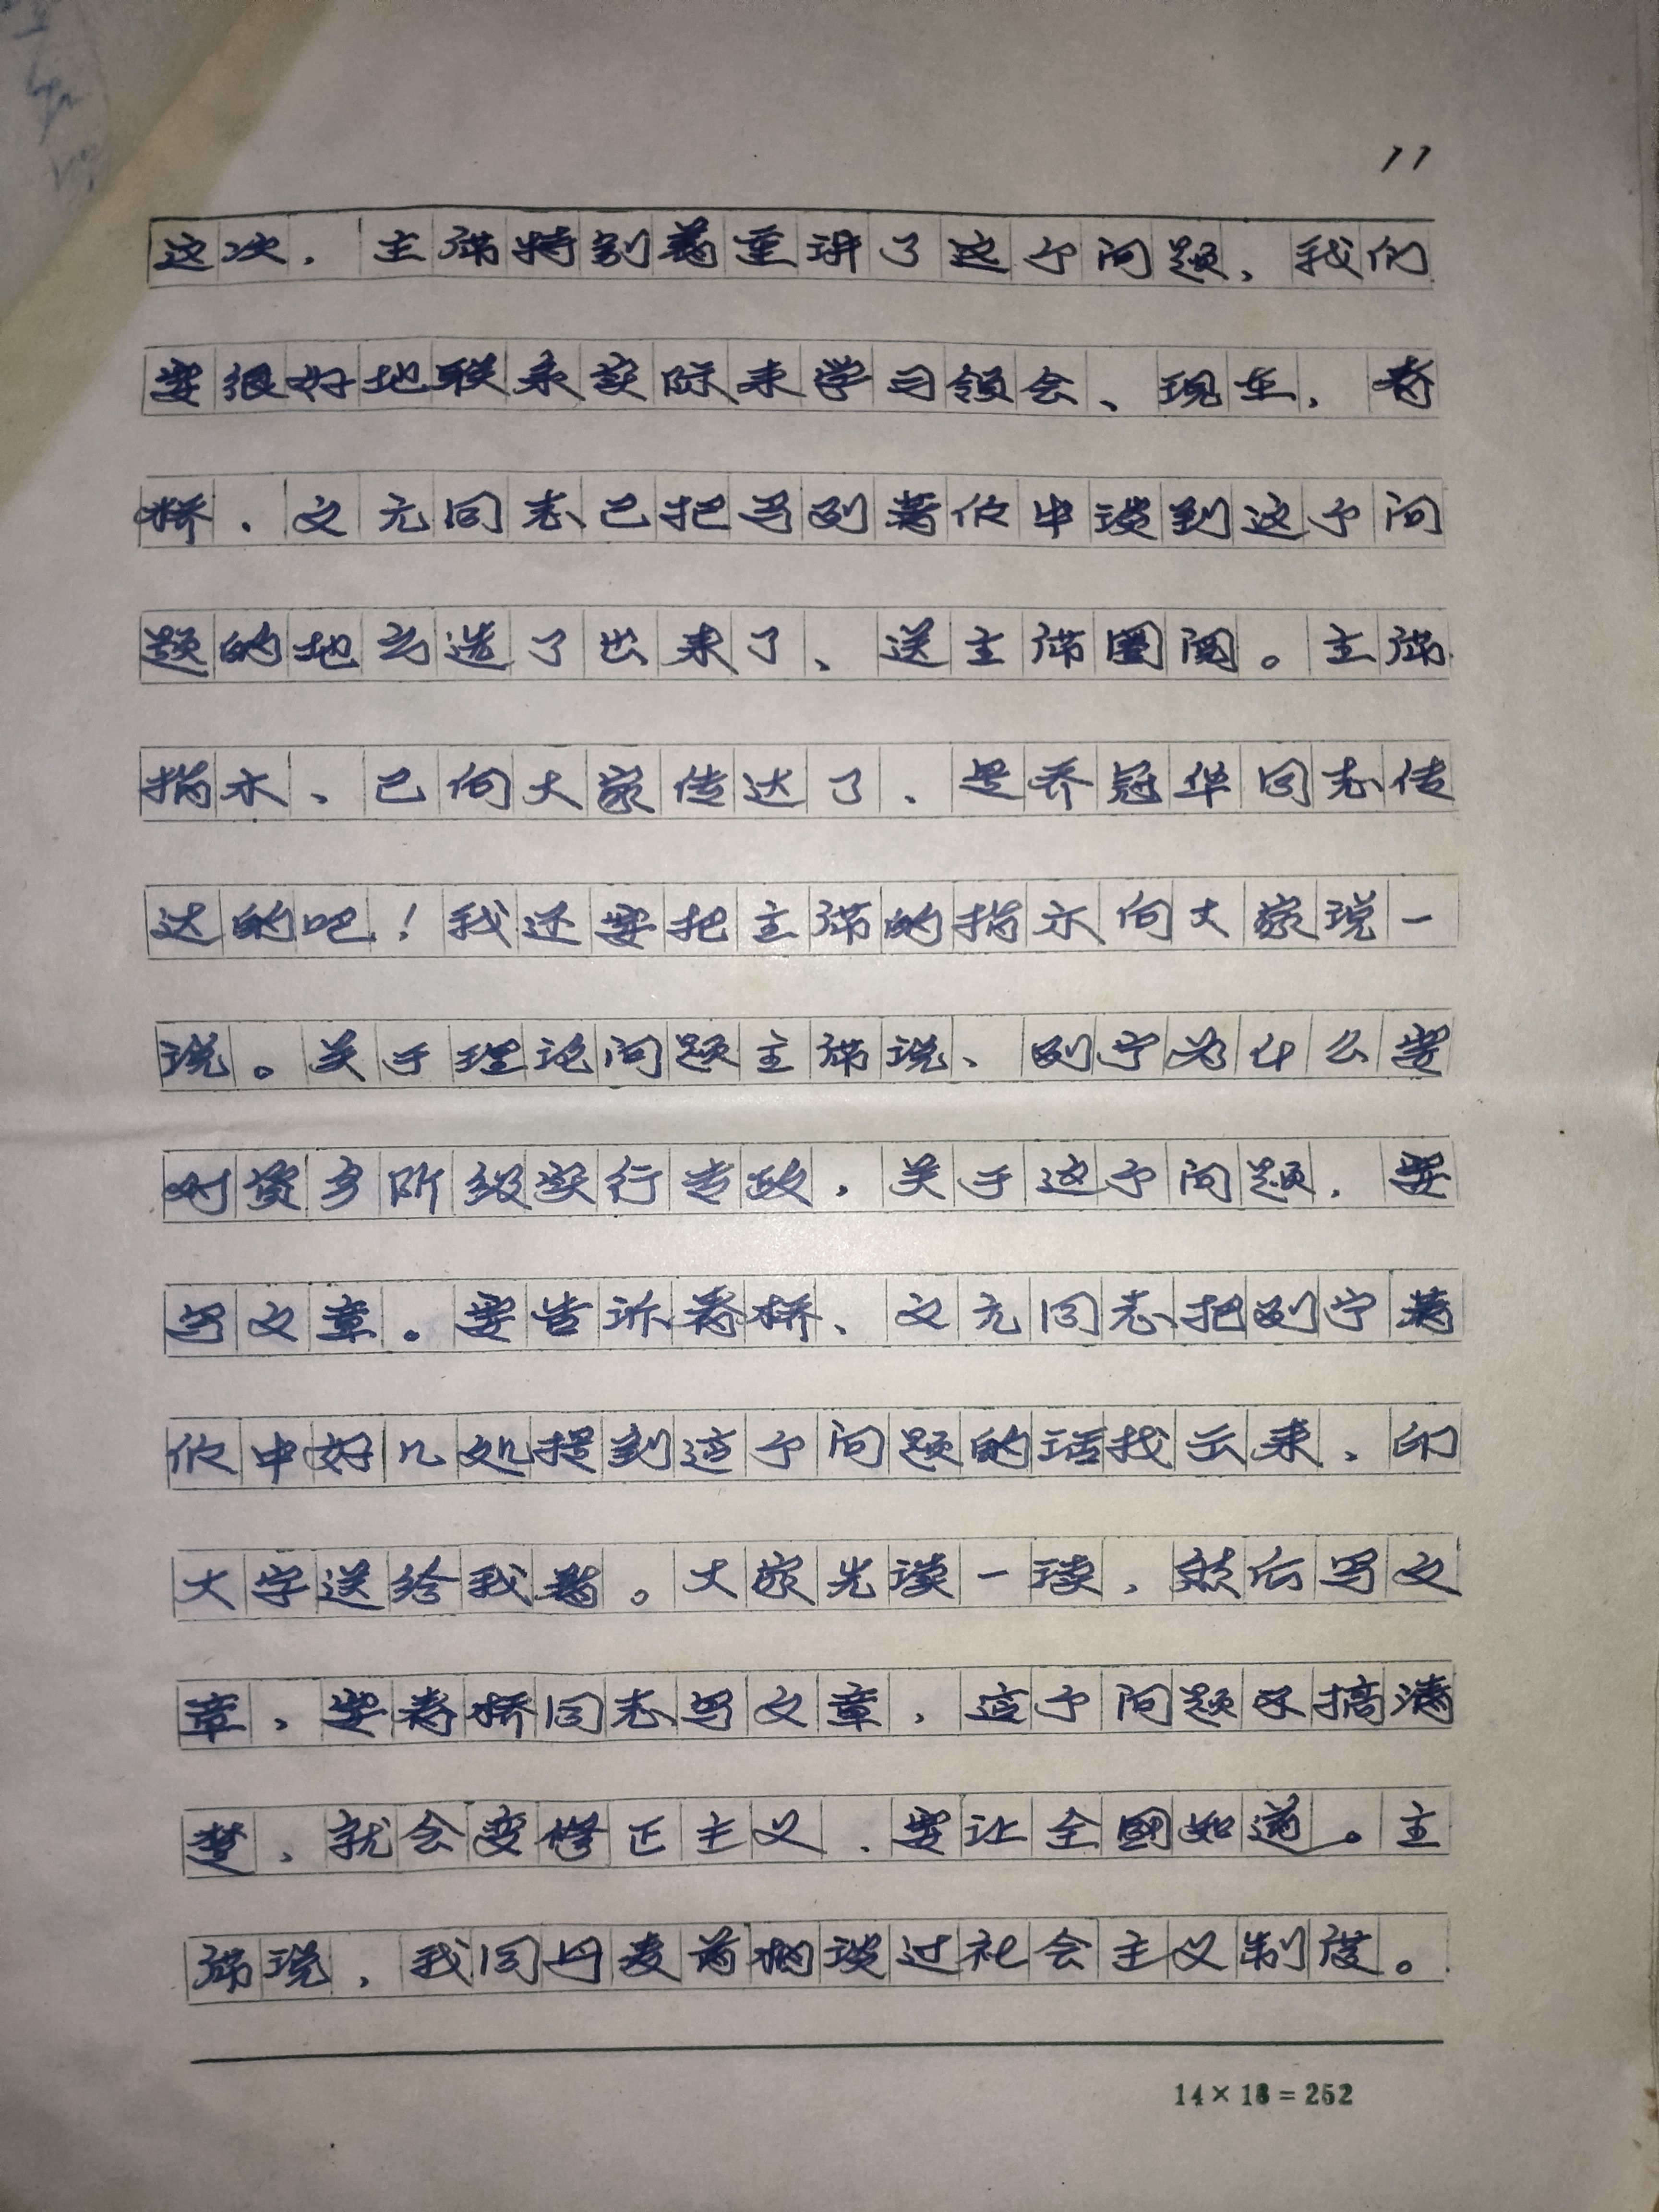 11
这次，主席特别着重讲了这个问题、我们
要很好地联系实际来学习领会、现在，春
桥、文元同志已把马列著作中谈到这个问
题的地方选了出来了、送主席圈阅。主席
指示、已向大家传达了、是乔冠华同志传
达的吧！我还要把主席的指示向大家说一
说。关于理论问题主席说、列宁为什么要
对资产阶级实行专政，关于这个问题，要
写文章。要告诉春桥、文元同志把列宁著
作中好几处提到这个问题的话找出来，印
大字送给我看。大家先读一读，然后写文
章，要春桥同志写文章，这个问题不搞清
楚，就会变修正主义，要让全國知道。主
席说，我同丹麦首相谈过社会主义制度。
14×18=252